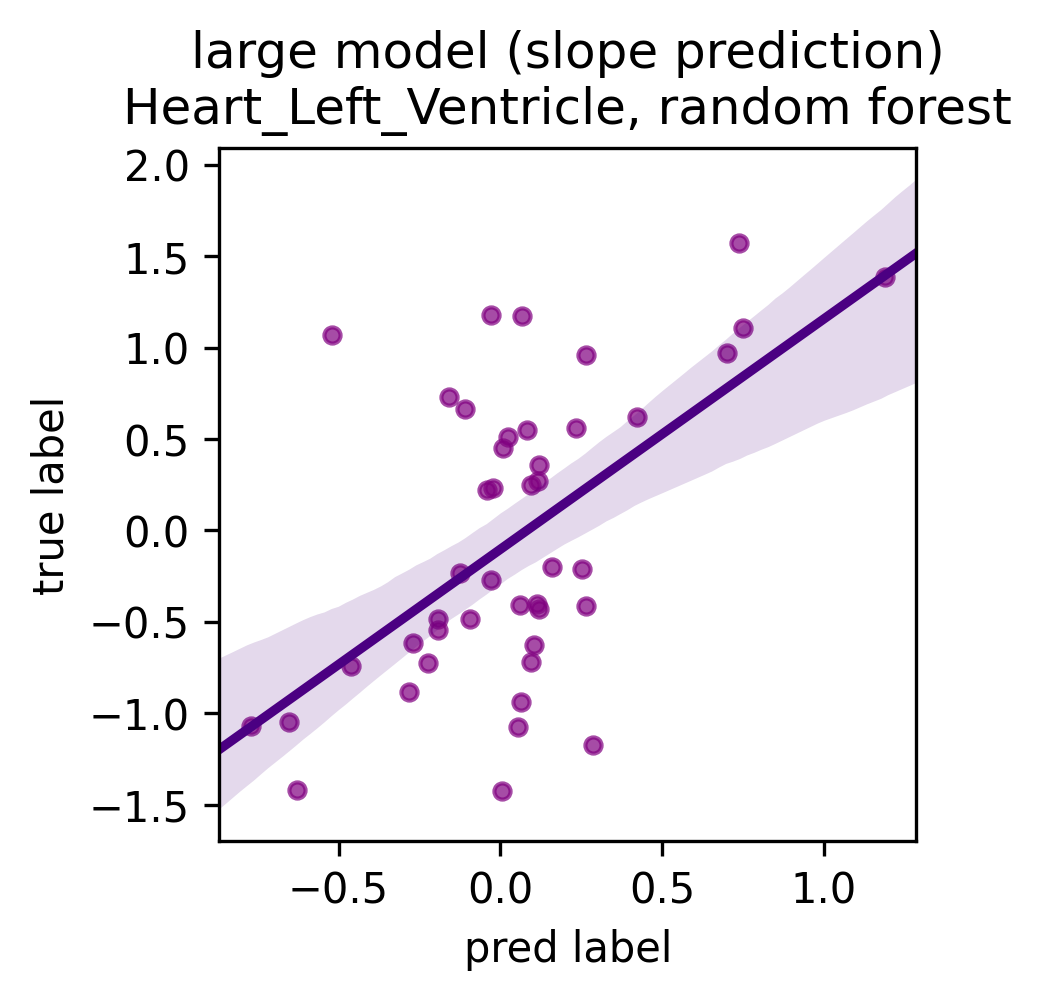 large model (slope prediction)
Heart_Left_Ventricle, random forest
2.0
1.5
1.0
0.5
0.0
−0.5
−1.0
−1.5
true label
−0.5 0.0 0.5 1.0
pred label